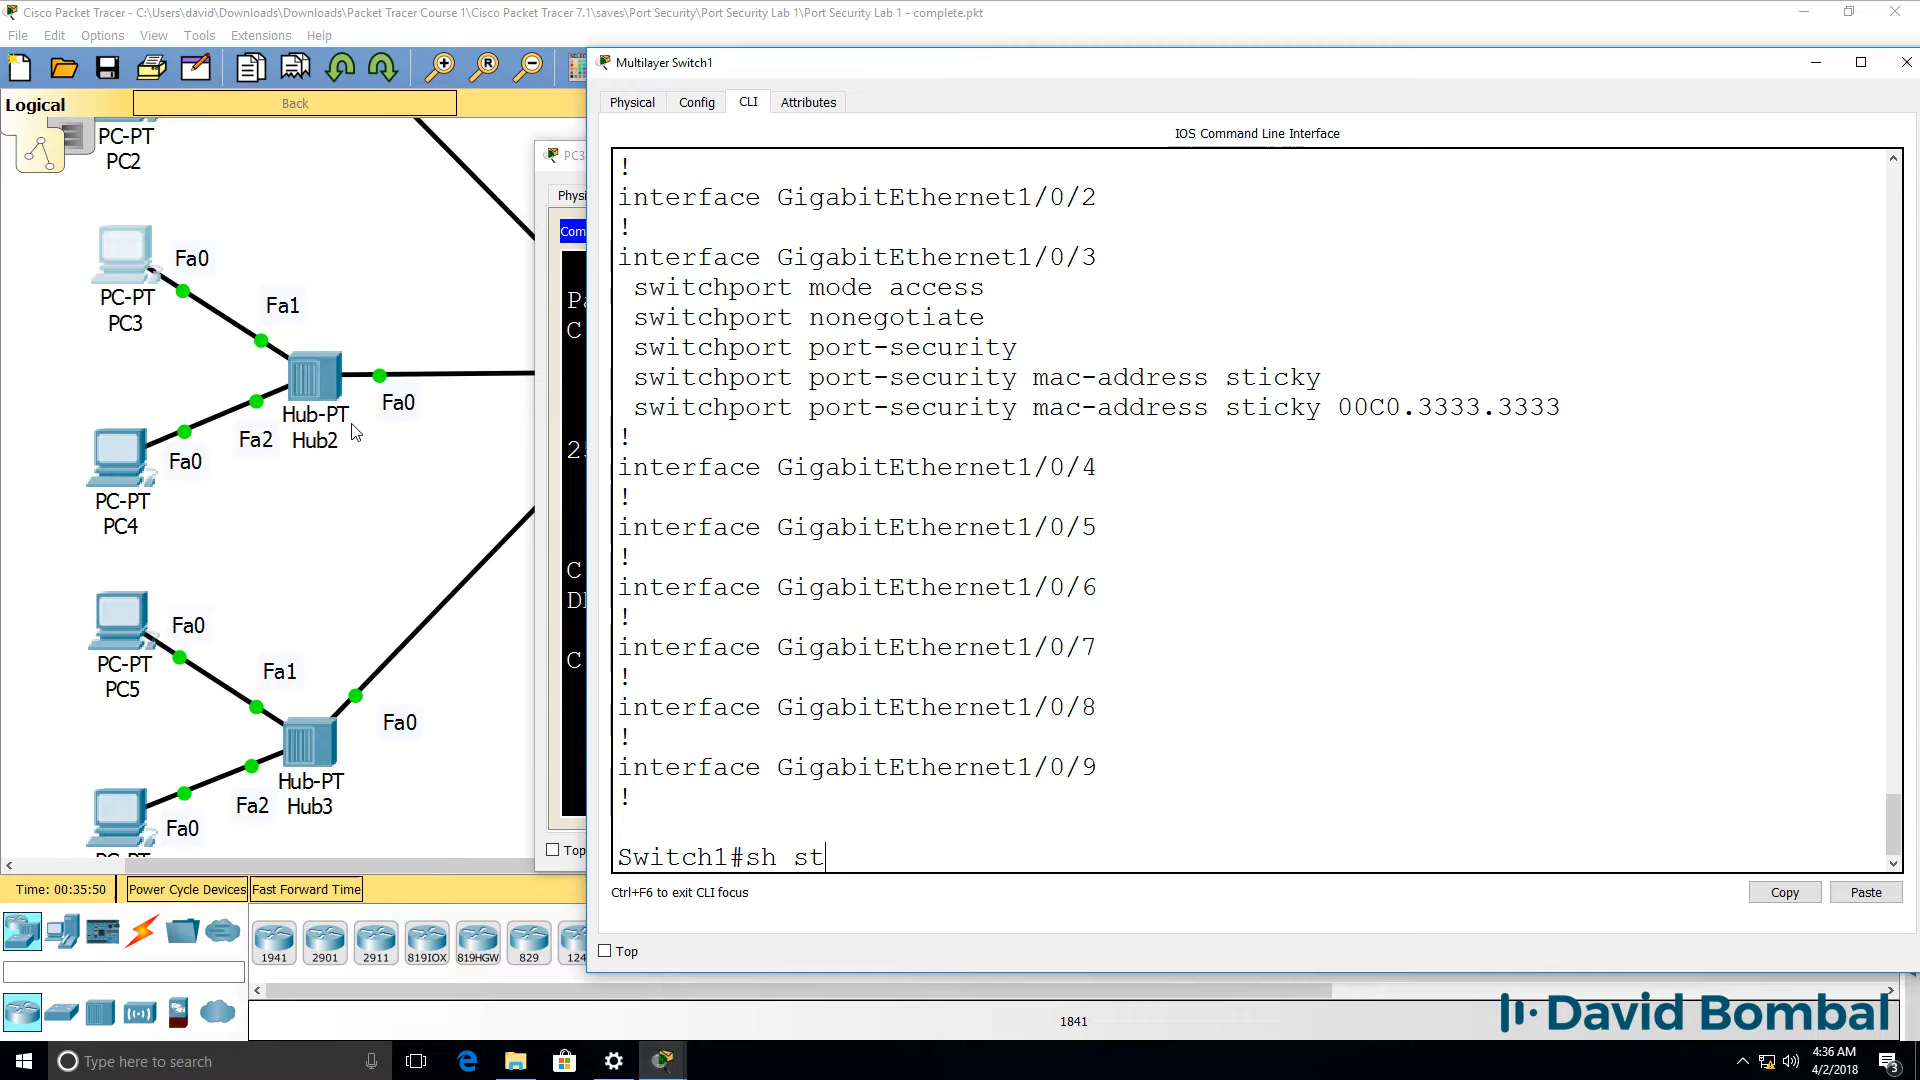 Cisco Packet Tracer - C:\Users\david\Downloads\Downloads\Packet Tracer Course 1\Cisco Packet Tracer 7.1\saves\Port Security\Port Security Lab 1\Port Security Lab 1 - complete.pkt
File Edit Options View Tools Extensions Help
Logical
Back
PC-PT
PC2
Fa0
Fa1
PC-PT
PC3
Hub-PT
Hub2
Fa0
Fa2
Fa0
PC-PT
PC4
Fa0
Fa1
PC-PT
PC5
Fa0
Hub-PT
Hub3
Fa2
Fa0
PC3
Physi
Com
Pa
C
25
C
C
Top
Multilayer Switch1
Physical Config CLI Attributes
IOS Command Line Interface
!
interface GigabitEthernet1/0/2
!
interface GigabitEthernet1/0/3
switchport mode access
switchport nonegotiate
switchport port-security
switchport port-security mac-address sticky
switchport port-security mac-address sticky 00C0.3333.3333
!
interface GigabitEthernet1/0/4
!
interface GigabitEthernet1/0/5
!
interface GigabitEthernet1/0/6
!
interface GigabitEthernet1/0/7
!
interface GigabitEthernet1/0/8
!
interface GigabitEthernet1/0/9
!
Switch1#sh st
Ctrl+F6 to exit CLI focus
Copy Paste
Top
Time: 00:35:50 Power Cycle Devices Fast Forward Time
1941 2901 2911 819IOX 819HGW 829 124
1841
David Bombal
Type here to search
4:36 AM
4/2/2018
3